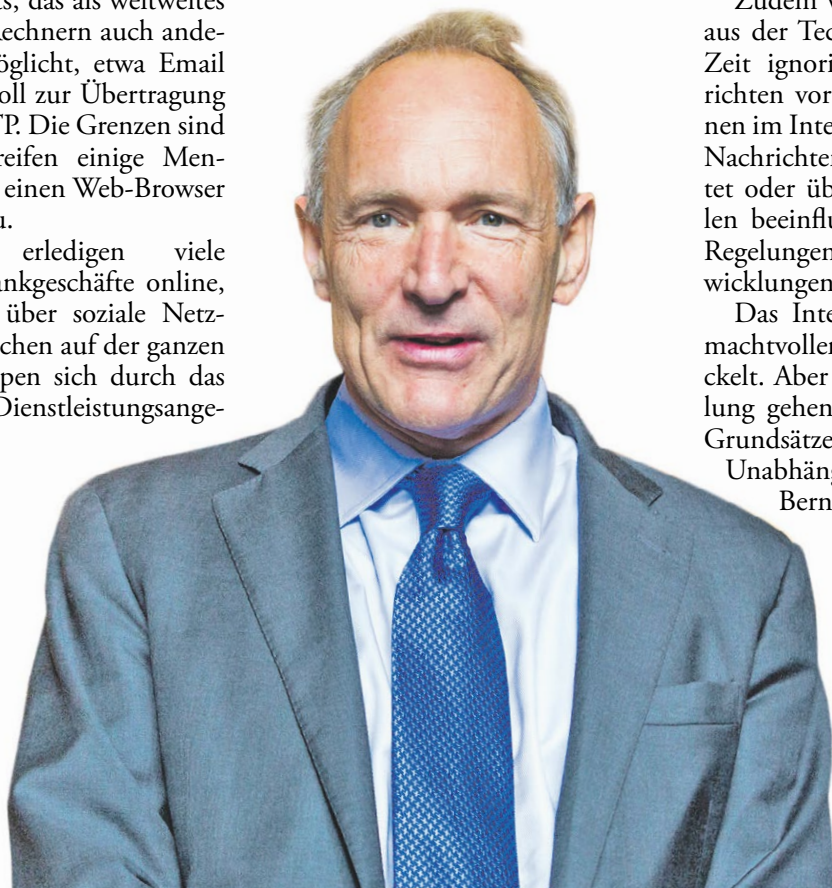 ts, das als weltweites
Rechnern auch ande-
öglicht, etwa Email
oll zur Übertragung
TP. Die Grenzen sind
reifen einige Men-
einen Web-Browser
u.
erledigen viele
ankgeschäfte online,
über soziale Netz-
chen auf der ganzen
pen sich durch das
Dienstleistungsange-
Zudem
aus der Tec
Zeit ignori
richten vor
nen im Inte
Nachrichten
tet oder üb
len beeinflu
Regelungen
wicklungen
Das Inte
machtvoller
ckelt. Aber
lung gehen
Grundsätze
Unabhäng
Bern